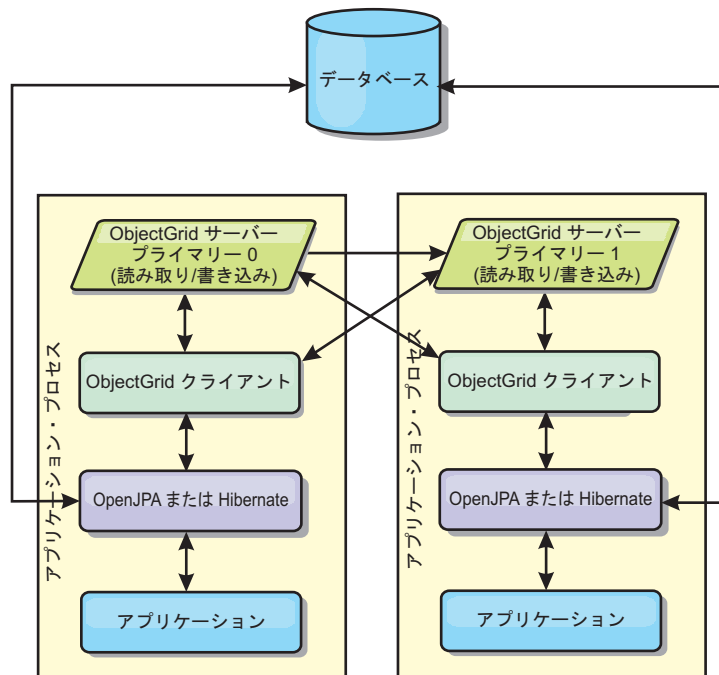 データベース
ObjectGrid サーバー
プライマリー 0
(読み取り/書き込み)
ObjectGrid クライアント
OpenJPA または Hibernate
アプリケーション
アプリケーション・プロセス
ObjectGrid サーバー
プライマリー 1
(読み取り/書き込み)
ObjectGrid クライアント
OpenJPA または Hibernate
アプリケーション
アプリケーション・プロセス